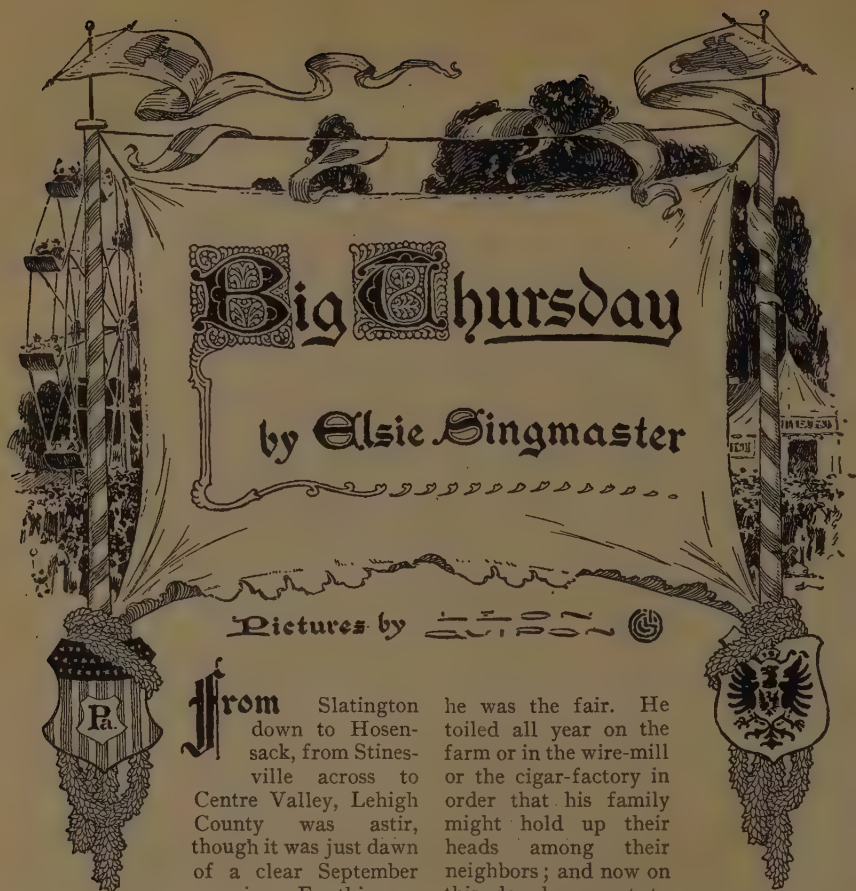 Big Thursday
by Elsie Singmaster
Pictures by LEON GUIPON
Pa.
From Slatington
down to Hosen-
sack, from Stines-
ville across to
Centre Valley, Lehigh
County was astir,
though it was just dawn
of a clear September
he was the fair. He
toiled all year on the
farm or in the wire-mill
or the cigar-factory in
order that his family
might hold up their
heads among their
neighbors; and now on